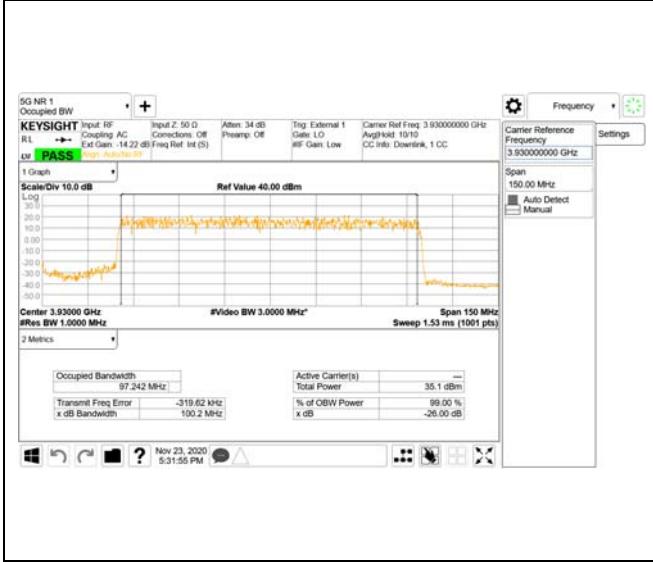 5G NR 1
Occupied BW
Frequency
KEYSIGHT
Input: RF
Input Z: 50 Ω
Atten: 34 dB
Trig: External 1
Carrier Ref Freq: 3.930000000 GHz
R L
Coupling: AC
Corrections: Off
Preamp: Off
Gate: LO
Avg|Hold: 10/10
Ext Gain: -14.22 dB
Freq Ref: Int (S)
#IF Gain: Low
CC Info: Downlink, 1 CC
PASS
Align: Auto/No RF
Carrier Reference
Frequency
3.930000000 GHz
Settings
Span
150.00 MHz
Auto Detect
Manual
1 Graph
Scale/Div 10.0 dB
Ref Value 40.00 dBm
Log
30.0
20.0
10.0
0.00
-10.0
-20.0
-30.0
-40.0
-50.0
Center 3.93000 GHz
#Video BW 3.0000 MHz*
Span 150 MHz
#Res BW 1.0000 MHz
Sweep 1.53 ms (1001 pts)
2 Metrics
Occupied Bandwidth
97.242 MHz
Active Carrier(s)
---
Total Power
35.1 dBm
Transmit Freq Error
-319.62 kHz
% of OBW Power
99.00 %
x dB Bandwidth
100.2 MHz
x dB
-26.00 dB
Nov 23, 2020
5:31:55 PM